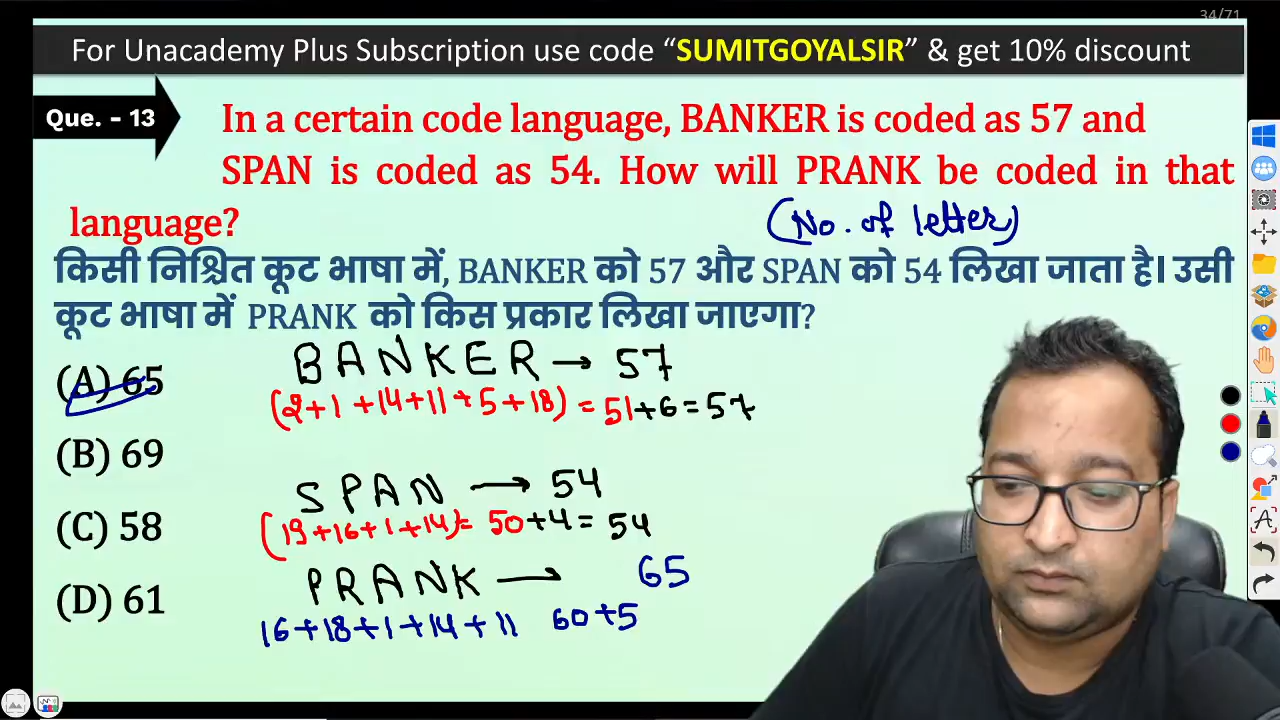 34/71
For Unacademy Plus Subscription use code “SUMITGOYALSIR” & get 10% discount
Que. - 13
In a certain code language, BANKER is coded as 57 and
SPAN is coded as 54. How will PRANK be coded in that
language?
(No. of letter)
किसी निश्चित कूट भाषा में, BANKER को 57 और SPAN को 54 लिखा जाता है। उसी
कूट भाषा में PRANK को किस प्रकार लिखा जाएगा?
(A) 65
(B) 69
(C) 58
(D) 61
BANKER → 57
(2+1+14+11+5+18) = 51+6=57
SPAN → 54
(19+16+1+14)= 50+4= 54
PRANK → 65
16+18+1+14+11 60+5